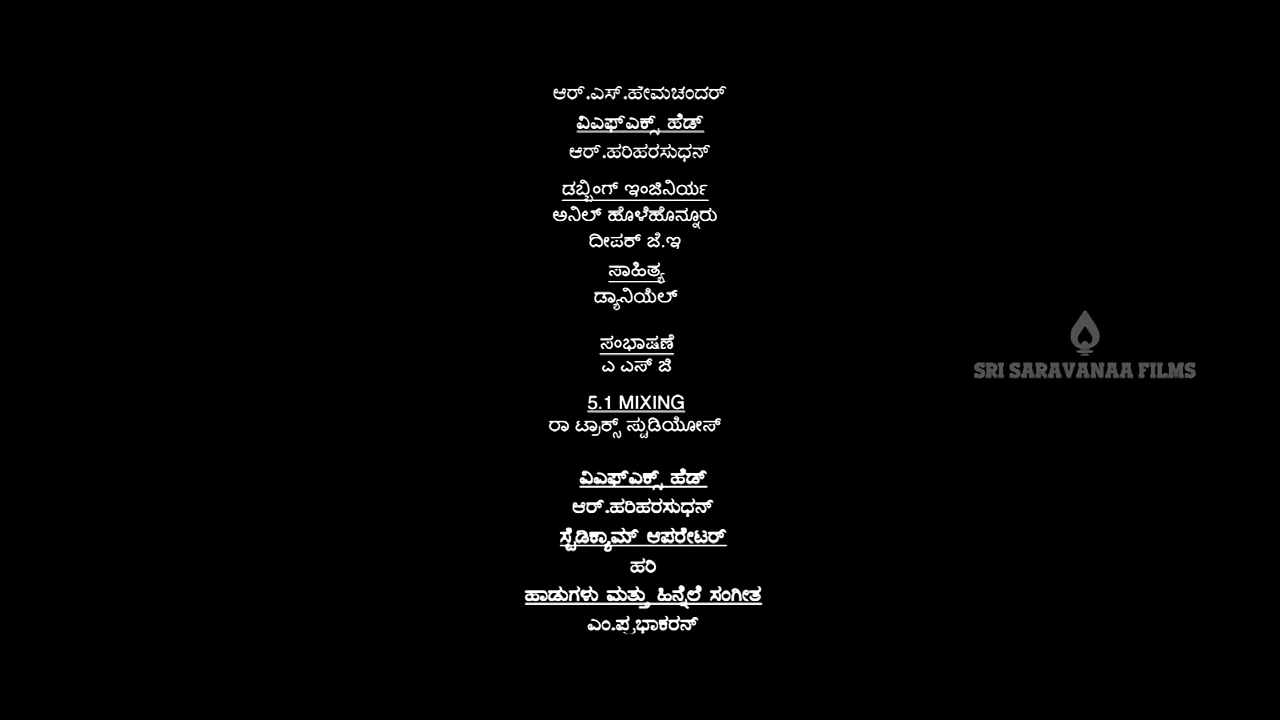 ಆರ್.ಎಸ್.ಹೇಮಚಂದರ್
ವಿಎಫ್ಎಕ್ಸ್ ಹೆಡ್
ಆರ್.ಹರಿಹರಸುಧನ್
ಡಬ್ಬಿಂಗ್ ಇಂಜಿನಿರ್ಯ
ಅನಿಲ್ ಹೊಳೆಹೊನ್ನೂರು
ದೀಪಕ್ ಜೆ.ಇ
ಸಾಹಿತ್ಯ
ಡ್ಯಾನಿಯೆಲ್
ಸಂಭಾಷಣೆ
ಎ ಎಸ್ ಜಿ
5.1 MIXING
ರಾ ಟ್ರಾಕ್ಸ್ ಸ್ಟುಡಿಯೋಸ್
ವಿಎಫ್ಎಕ್ಸ್ ಹೆಡ್
ಆರ್.ಹರಿಹರಸುಧನ್
ಸ್ಟೆಡಿಕ್ಯಾಮ್ ಆಪರೇಟರ್
ಹರಿ
ಹಾಡುಗಳು ಮತ್ತು ಹಿನ್ನೆಲೆ ಸಂಗೀತ
ಎಂ.ಪ್ರಭಾಕರನ್
SRI SARAVANAA FILMS